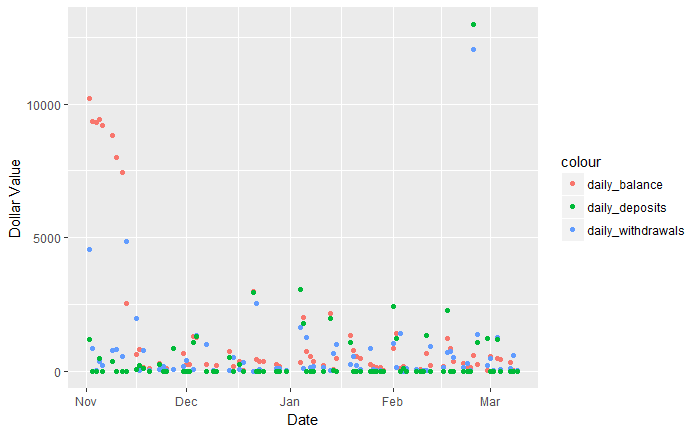 Dollar Value
10000
5000
0
Nov
Dec
Jan
Feb
Mar
Date
colour
daily_balance
daily_deposits
daily_withdrawals